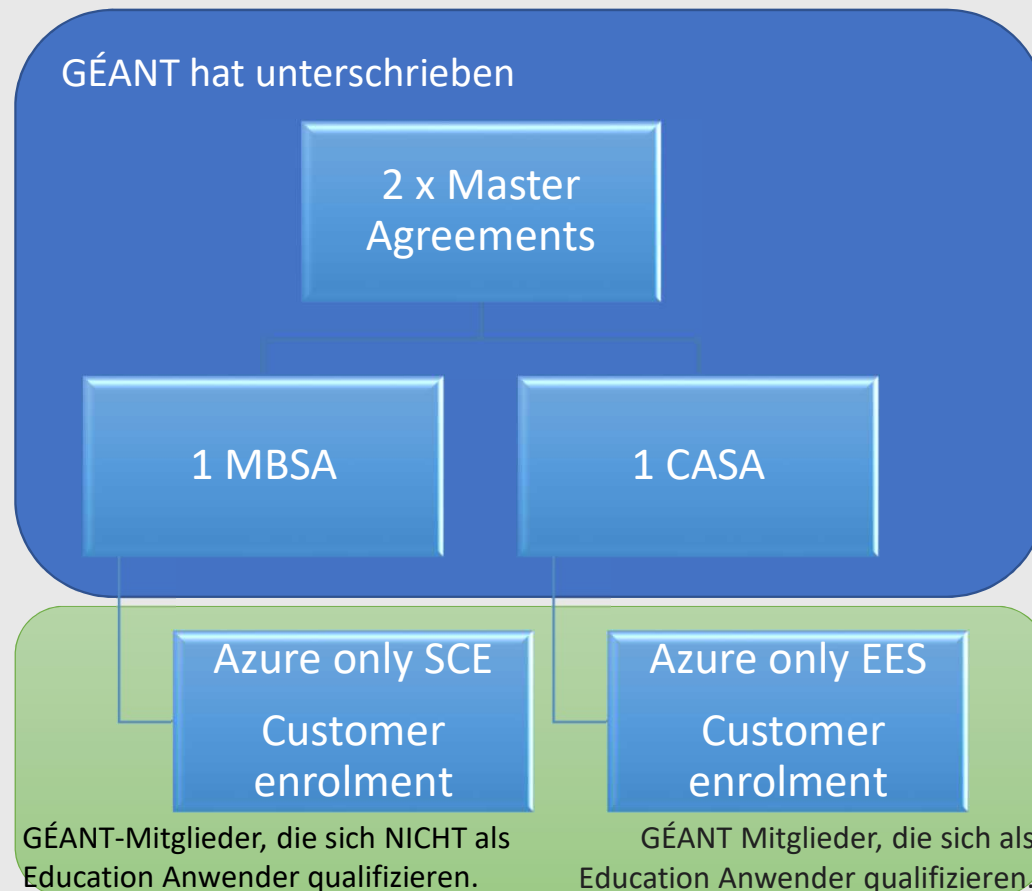 GÉANT hat unterschrieben
2 x Master
Agreements
1 MBSA
1 CASA
Azure only SCE
Customer
enrolment
Azure only EES
Customer
enrolment
GÉANT-Mitglieder, die sich NICHT als
Education Anwender qualifizieren.
GÉANT Mitglieder, die sich als
Education Anwender qualifizieren.